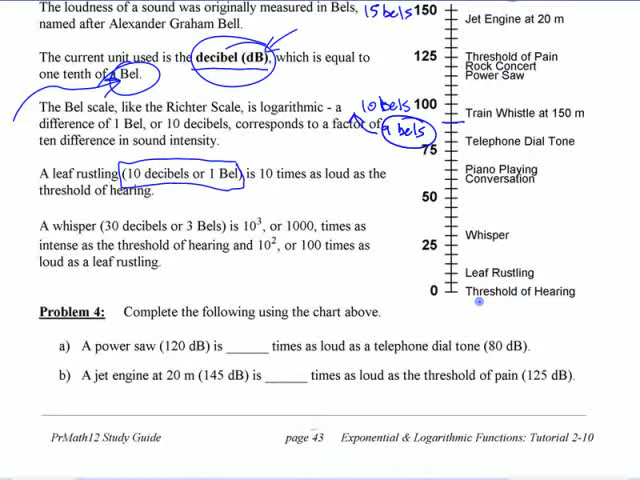 The loudness of a sound was originally measured in Bels,
named after Alexander Graham Bell.
The current unit used is the decibel (dB), which is equal to
one tenth of a Bel.
The Bel scale, like the Richter Scale, is logarithmic - a
difference of 1 Bel, or 10 decibels, corresponds to a factor of
ten difference in sound intensity.
A leaf rustling (10 decibels or 1 Bel) is 10 times as loud as the
threshold of hearing.
A whisper (30 decibels or 3 Bels) is 10³, or 1000, times as
intense as the threshold of hearing and 10², or 100 times as
loud as a leaf rustling.
15 bels
150
Jet Engine at 20 m
125
Threshold of Pain
Rock Concert
Power Saw
10 bels
100
Train Whistle at 150 m
9 bels
Telephone Dial Tone
75
Piano Playing
Conversation
50
Whisper
25
Leaf Rustling
0
Threshold of Hearing
Problem 4: Complete the following using the chart above.
a) A power saw (120 dB) is ______ times as loud as a telephone dial tone (80 dB).
b) A jet engine at 20 m (145 dB) is ______ times as loud as the threshold of pain (125 dB).
PrMath12 Study Guide page 43 Exponential & Logarithmic Functions: Tutorial 2-10